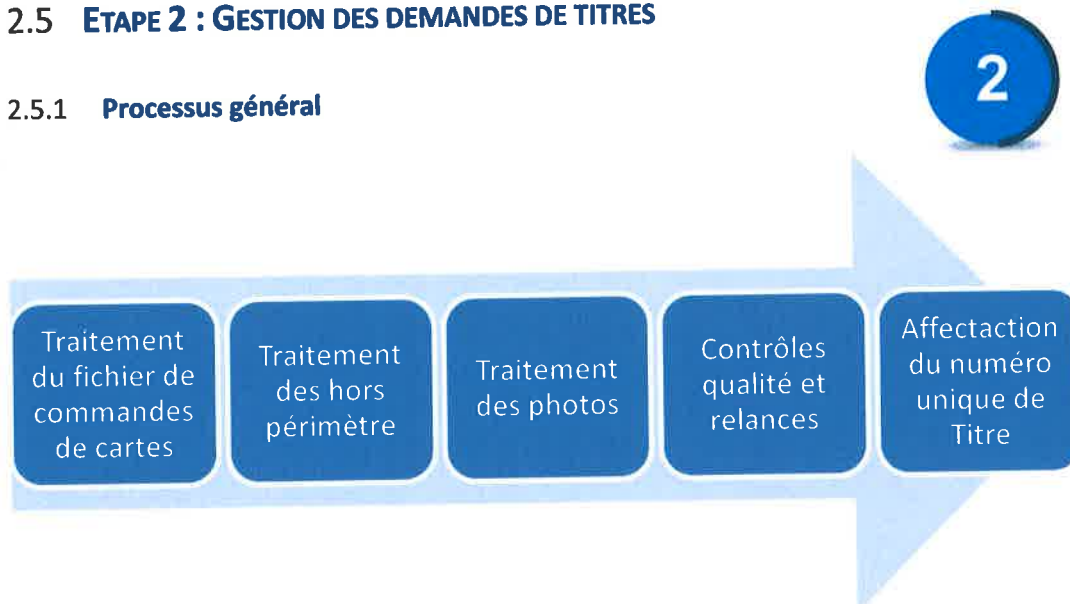 2.5 ETAPE 2 : GESTION DES DEMANDES DE TITRES
2
2.5.1 Processus général
Traitement
du fichier de
commandes
de cartes
Traitement
des hors
périmètre
Traitement
des photos
Contrôles
qualité et
relances
Affectaction
du numéro
unique de
Titre